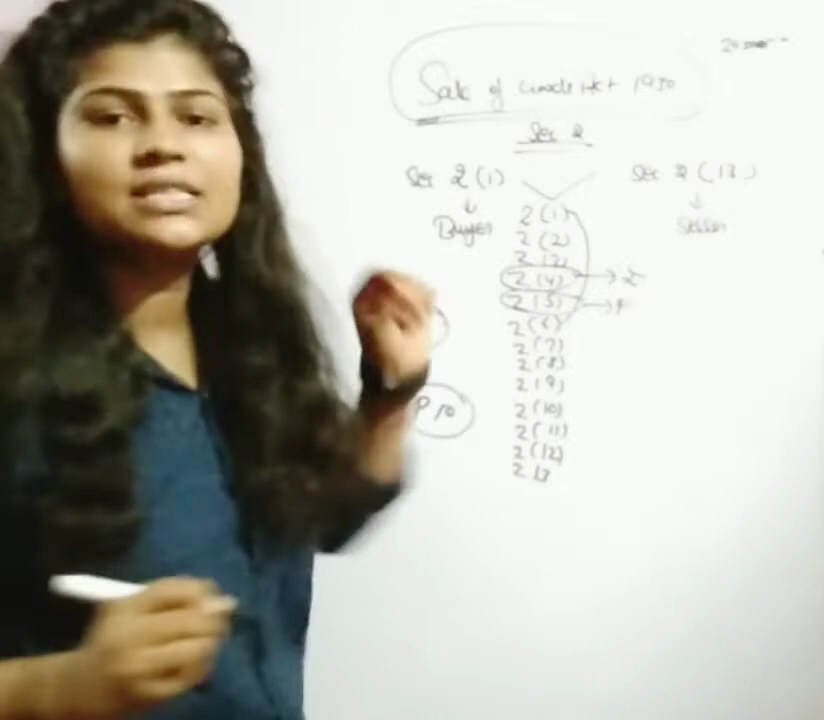 Sale of Goods Act 1930
Sec 2
Sec 2 (1)
Sec 2 (13)
Buyer
Seller
2 (1)
2 (2)
2 (3)
2 (4)
2 (5)
2 (6)
2 (7)
2 (8)
2 (9)
2 (10)
2 (11)
2 (12)
2 13
P 10